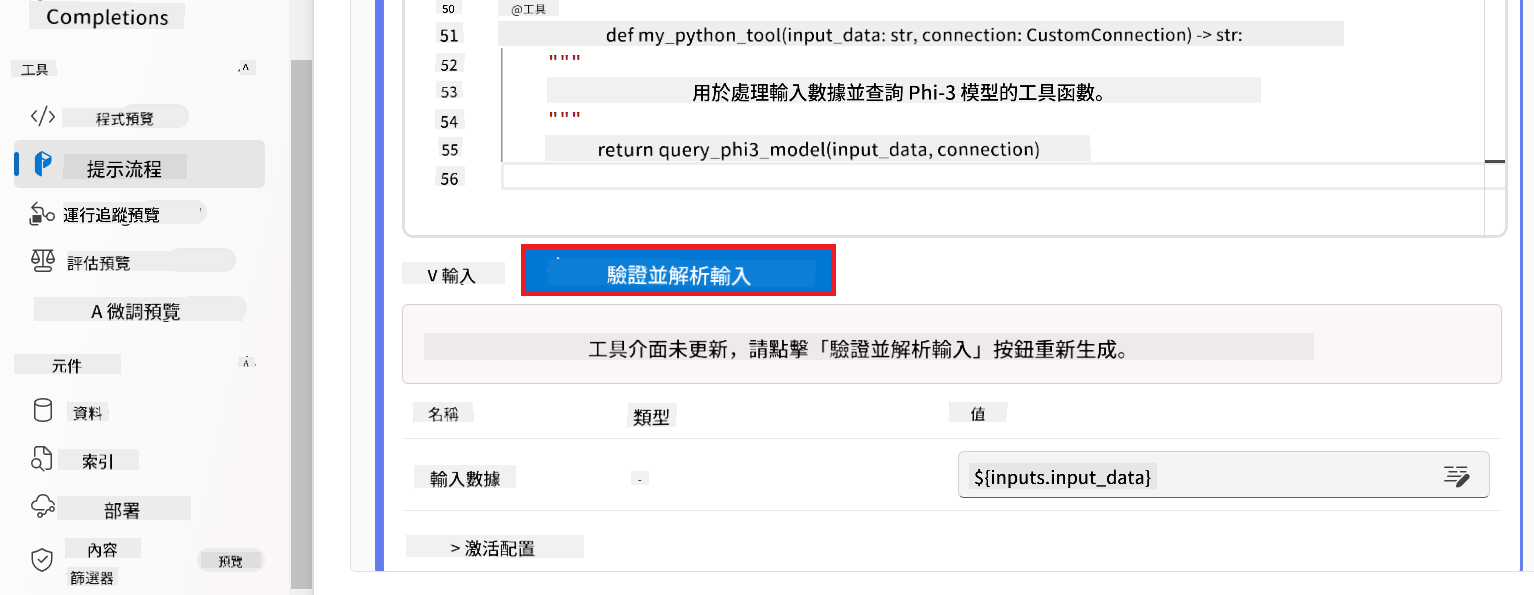 Completions
工具
程式預覽
提示流程
運行追蹤預覽
評估預覽
A 微調預覽
元件
資料
索引
部署
內容
篩選器
預覽
50 @工具
51 def my_python_tool(input_data: str, connection: CustomConnection) -> str:
52 """
53 用於處理輸入數據並查詢 Phi-3 模型的工具函數。
54 """
55 return query_phi3_model(input_data, connection)
56
V 輸入 驗證並解析輸入
工具介面未更新，請點擊「驗證並解析輸入」按鈕重新生成。
名稱 類型 值
輸入數據 - ${inputs.input_data}
> 激活配置